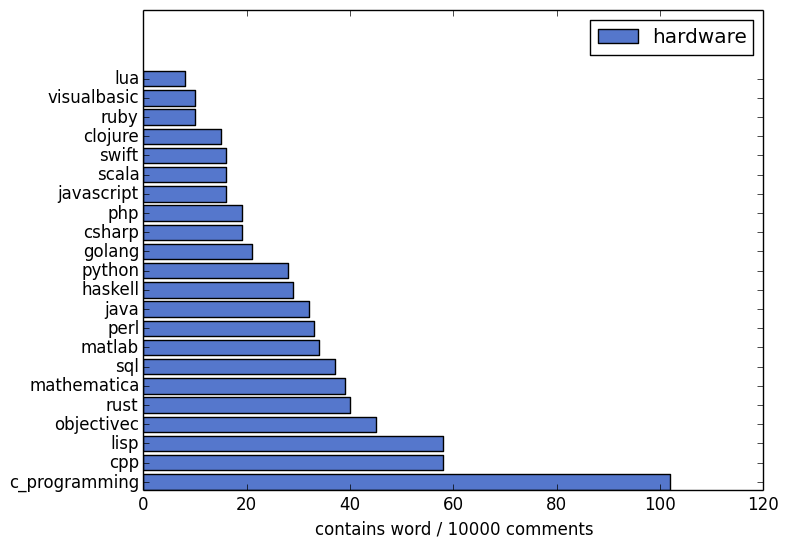 hardware
lua
visualbasic
ruby
clojure
swift
scala
javascript
php
csharp
golang
python
haskell
java
perl
matlab
sql
mathematica
rust
objectivec
lisp
cpp
c_programming
0 20 40 60 80 100 120
contains word / 10000 comments